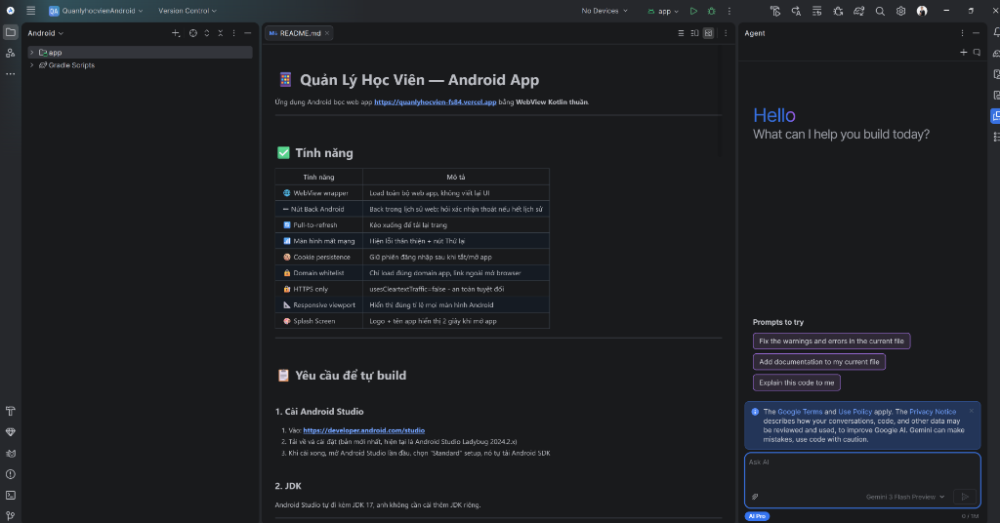 QA QuanlyhocvienAndroid
Version Control
No Devices
app
Android
README.md
Agent
app
Gradle Scripts
Quản Lý Học Viên — Android App
Ứng dụng Android bọc web app https://quanlyhocvien-fs84.vercel.app bằng WebView Kotlin thuần.
Tính năng
Tính năng Mô tả
WebView wrapper Load toàn bộ web app, không viết lại UI
Nút Back Android Back trong lịch sử web; hỏi xác nhận thoát nếu hết lịch sử
Pull-to-refresh Kéo xuống để tải lại trang
Màn hình mất mạng Hiện lỗi thân thiện + nút Thử lại
Cookie persistence Giữ phiên đăng nhập sau khi tắt/mở app
Domain whitelist Chỉ load đúng domain app, link ngoài mở browser
HTTPS only usesCleartextTraffic=false - an toàn tuyệt đối
Responsive viewport Hiển thị đúng tỉ lệ mọi màn hình Android
Splash Screen Logo + tên app hiển thị 2 giây khi mở app
Yêu cầu để tự build
1. Cài Android Studio
1. Vào: https://developer.android.com/studio
2. Tải về và cài đặt (bản mới nhất, hiện tại là Android Studio Ladybug 2024.2.x)
3. Khi cài xong, mở Android Studio lần đầu, chọn "Standard" setup, nó tự tải Android SDK
2. JDK
Android Studio tự đi kèm JDK 17, anh không cần cài thêm JDK riêng.
Hello
What can I help you build today?
Prompts to try
Fix the warnings and errors in the current file
Add documentation to my current file
Explain this code to me
The Google Terms and Use Policy apply. The Privacy Notice
describes how your conversations, code, and other data may
be reviewed and used, to improve Google AI. Gemini can make
mistakes, use code with caution.
Ask AI
Gemini 3 Flash Preview
AI Pro
0 / 1M